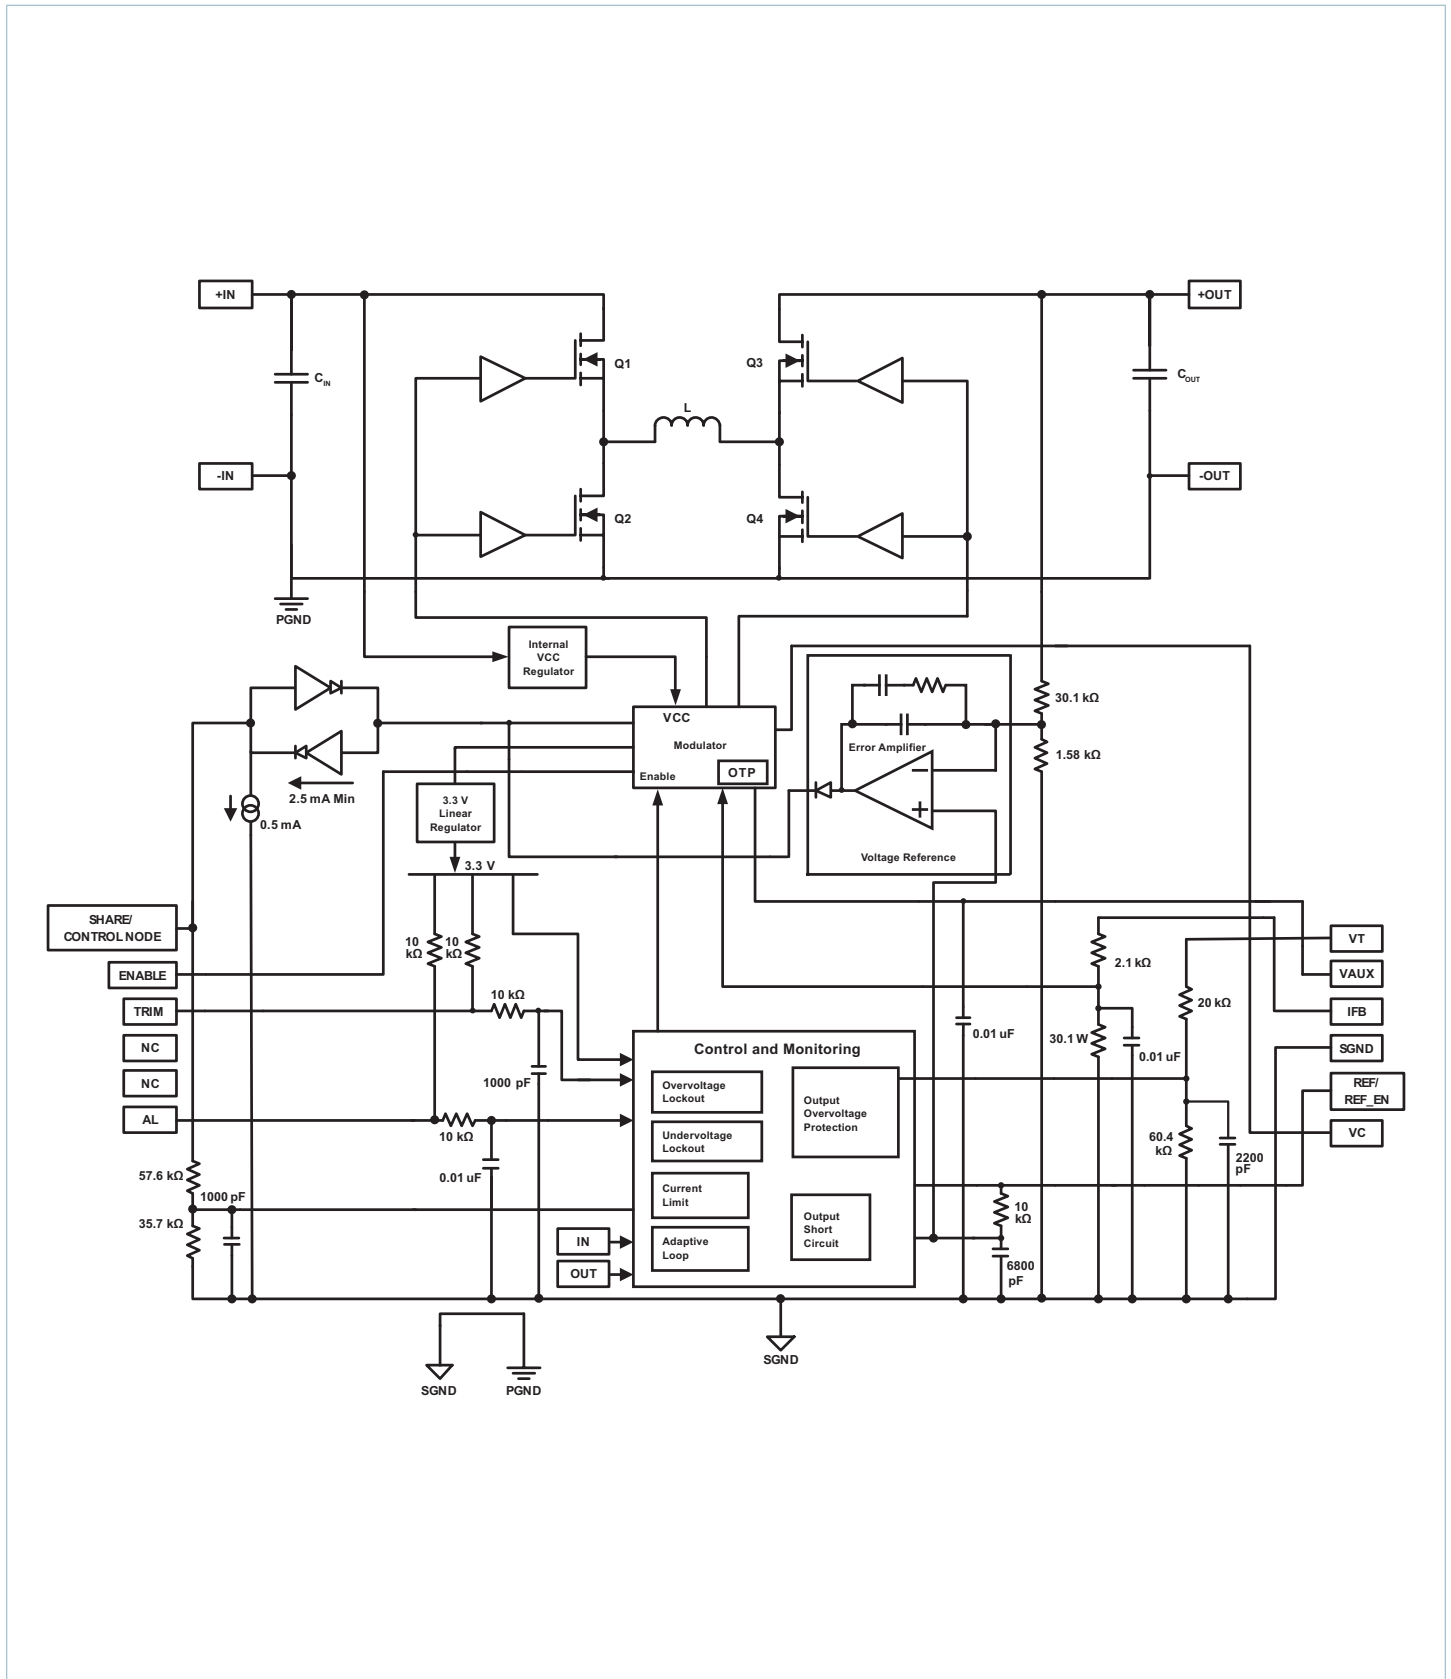 +IN
+OUT
Q1
Q3
CIN
COUT
L
-IN
-OUT
Q2
Q4
PGND
Internal
VCC
Regulator
30.1 kΩ
VCC
Modulator
Error Amplifier
1.58 kΩ
OTP
Enable
2.5 mA Min
0.5 mA
3.3 V
Linear
Regulator
Voltage Reference
3.3 V
SHARE/
CONTROL NODE
10
kΩ
10
kΩ
VT
2.1 kΩ
ENABLE
VAUX
10 kΩ
20 kΩ
TRIM
IFB
0.01 uF
30.1 W
NC
Control and Monitoring
SGND
0.01 uF
1000 pF
NC
Overvoltage
Lockout
Output
Overvoltage
Protection
REF/
REF_EN
AL
10 kΩ
Undervoltage
Lockout
60.4
kΩ
VC
2200
pF
57.6 kΩ
0.01 uF
1000 pF
Current
Limit
10
kΩ
35.7 kΩ
Output
Short
Circuit
IN
Adaptive
Loop
OUT
6800
pF
SGND
SGND
PGND